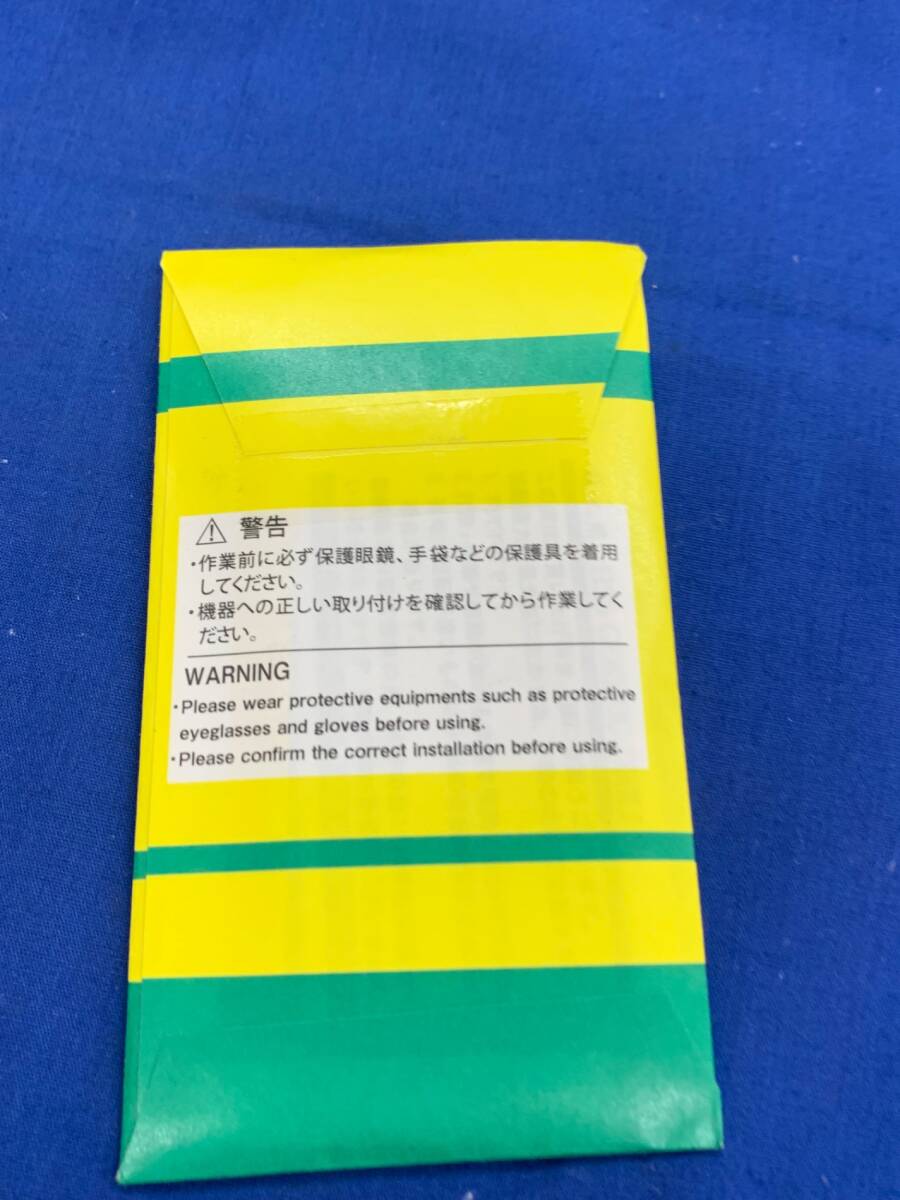 ⚠ 警告
・作業前に必ず保護眼鏡、手袋などの保護具を着用
してください。
・機器への正しい取り付けを確認してから作業してく
ださい。
WARNING
・Please wear protective equipments such as protective
eyeglasses and gloves before using.
・Please confirm the correct installation before using.